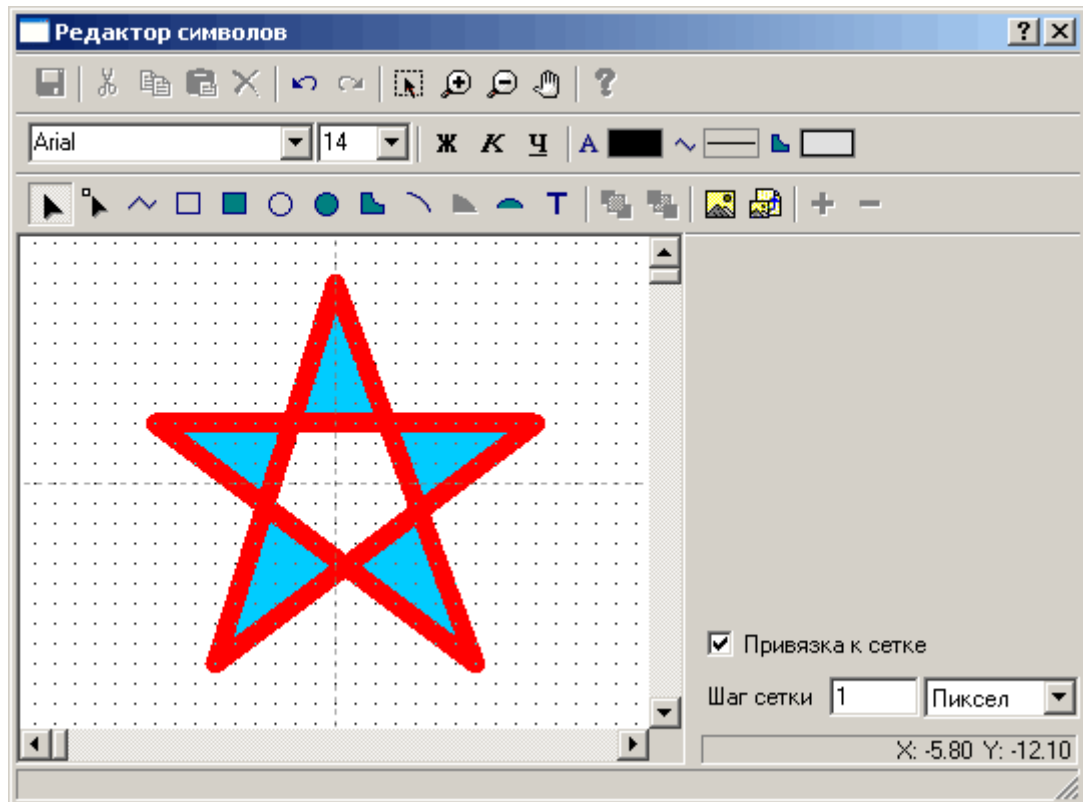 Редактор символов
Arial 14 Ж К Ч А
Т
Привязка к сетке
Шаг сетки 1 Пиксел
X: -5.80 Y: -12.10